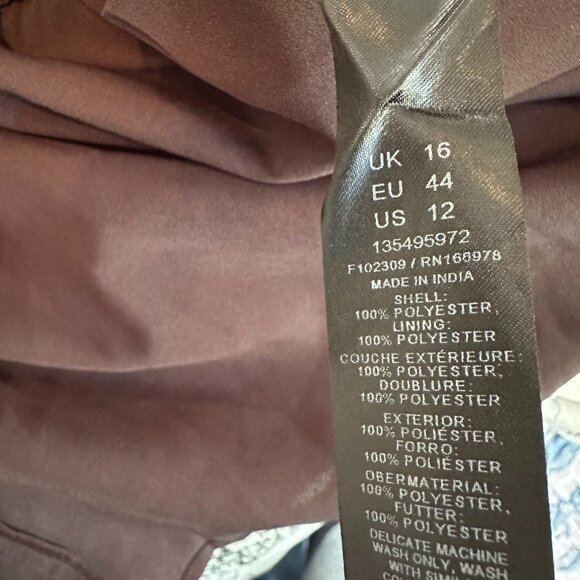 UK 16
EU 44
US 12
135495972
F102309 / RN166978
MADE IN INDIA
SHELL:
100% POLYESTER,
LINING:
100% POLYESTER
COUCHE EXTÉRIEURE:
100% POLYESTER,
DOUBLURE:
100% POLYESTER
EXTERIOR:
100% POLIÉSTER,
FORRO:
100% POLIÉSTER
OBERMATERIAL:
100% POLYESTER,
FUTTER:
100% POLYESTER
DELICATE MACHINE
WASH ONLY, WASH
WITH